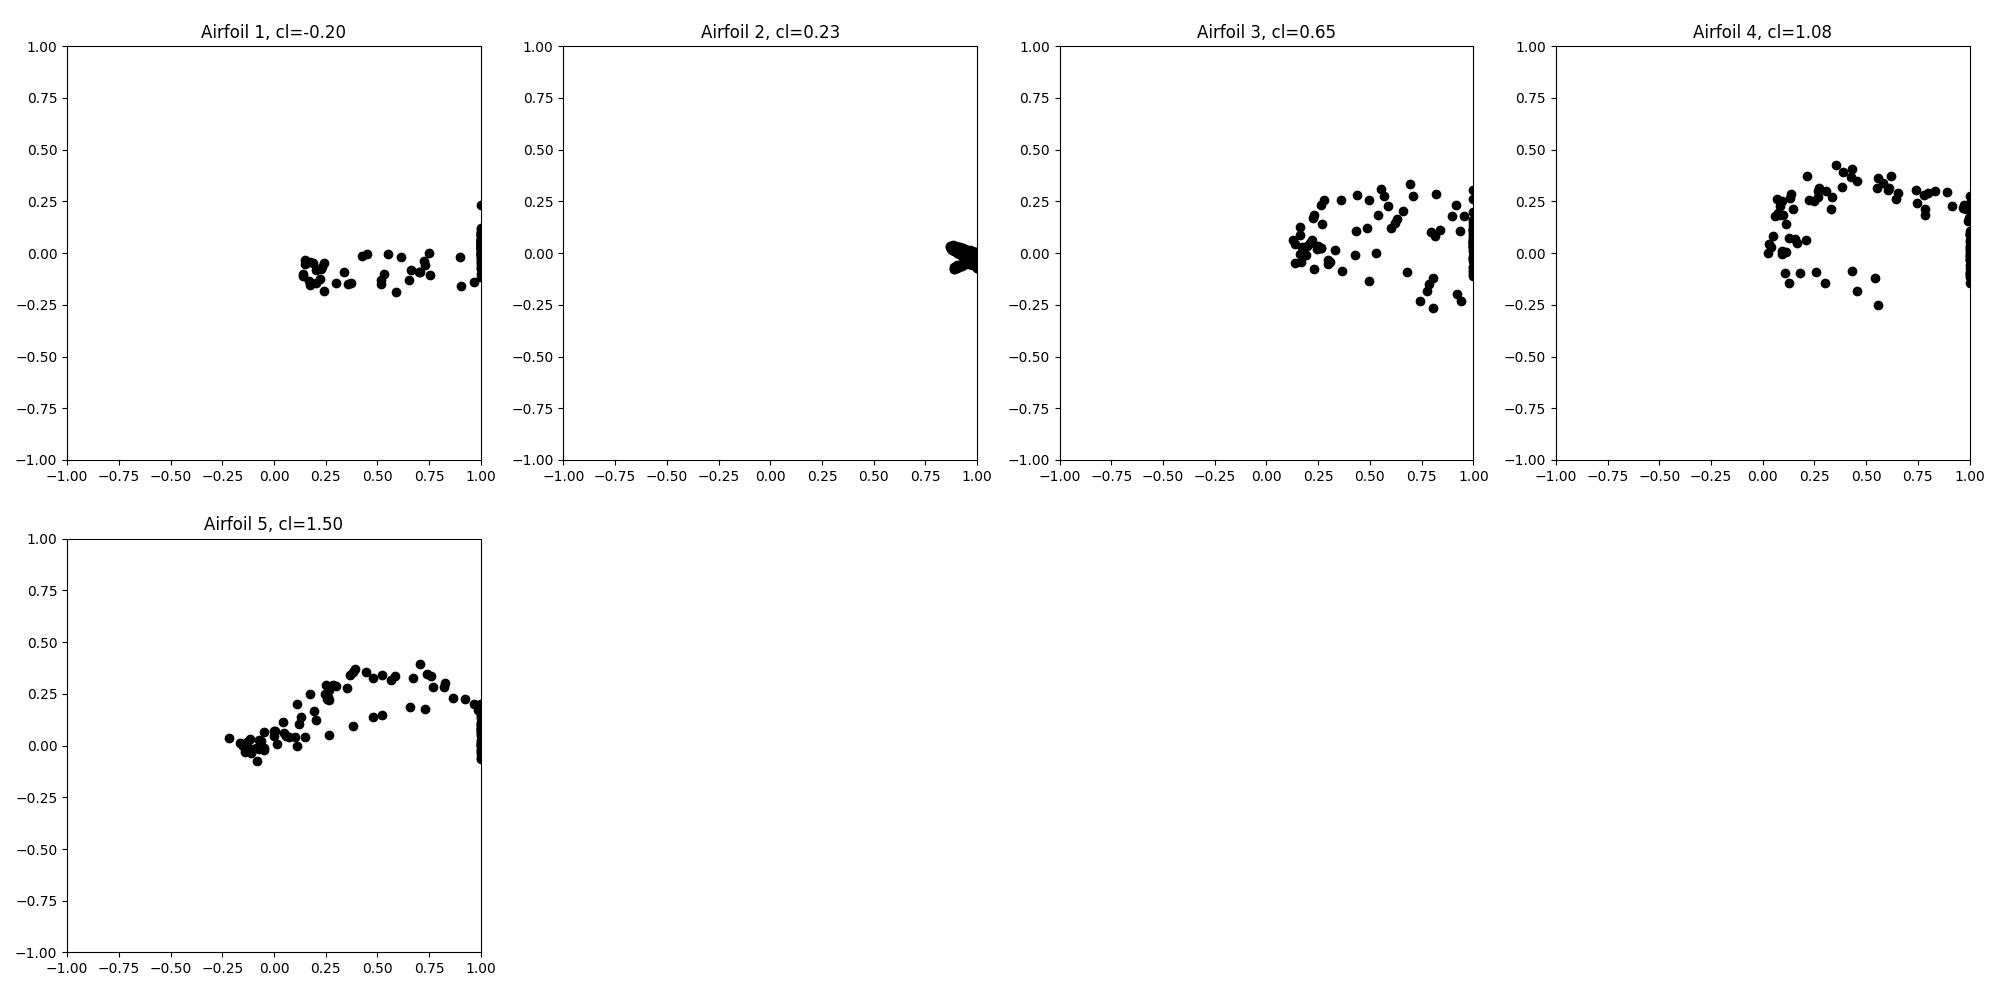 Airfoil 1, cl=-0.20
Airfoil 2, cl=0.23
Airfoil 3, cl=0.65
Airfoil 4, cl=1.08
1.00 1.00 1.00 1.00
0.75 0.75 0.75 0.75
0.50 0.50 0.50 0.50
0.25 0.25 0.25 0.25
0.00 0.00 0.00 0.00
−0.25 −0.25 −0.25 −0.25
−0.50 −0.50 −0.50 −0.50
−0.75 −0.75 −0.75 −0.75
−1.00 −1.00 −1.00 −1.00
−1.00 −0.75 −0.50 −0.25 0.00 0.25 0.50 0.75 1.00
−1.00 −0.75 −0.50 −0.25 0.00 0.25 0.50 0.75 1.00
−1.00 −0.75 −0.50 −0.25 0.00 0.25 0.50 0.75 1.00
−1.00 −0.75 −0.50 −0.25 0.00 0.25 0.50 0.75 1.00
Airfoil 5, cl=1.50
1.00
0.75
0.50
0.25
0.00
−0.25
−0.50
−0.75
−1.00
−1.00 −0.75 −0.50 −0.25 0.00 0.25 0.50 0.75 1.00